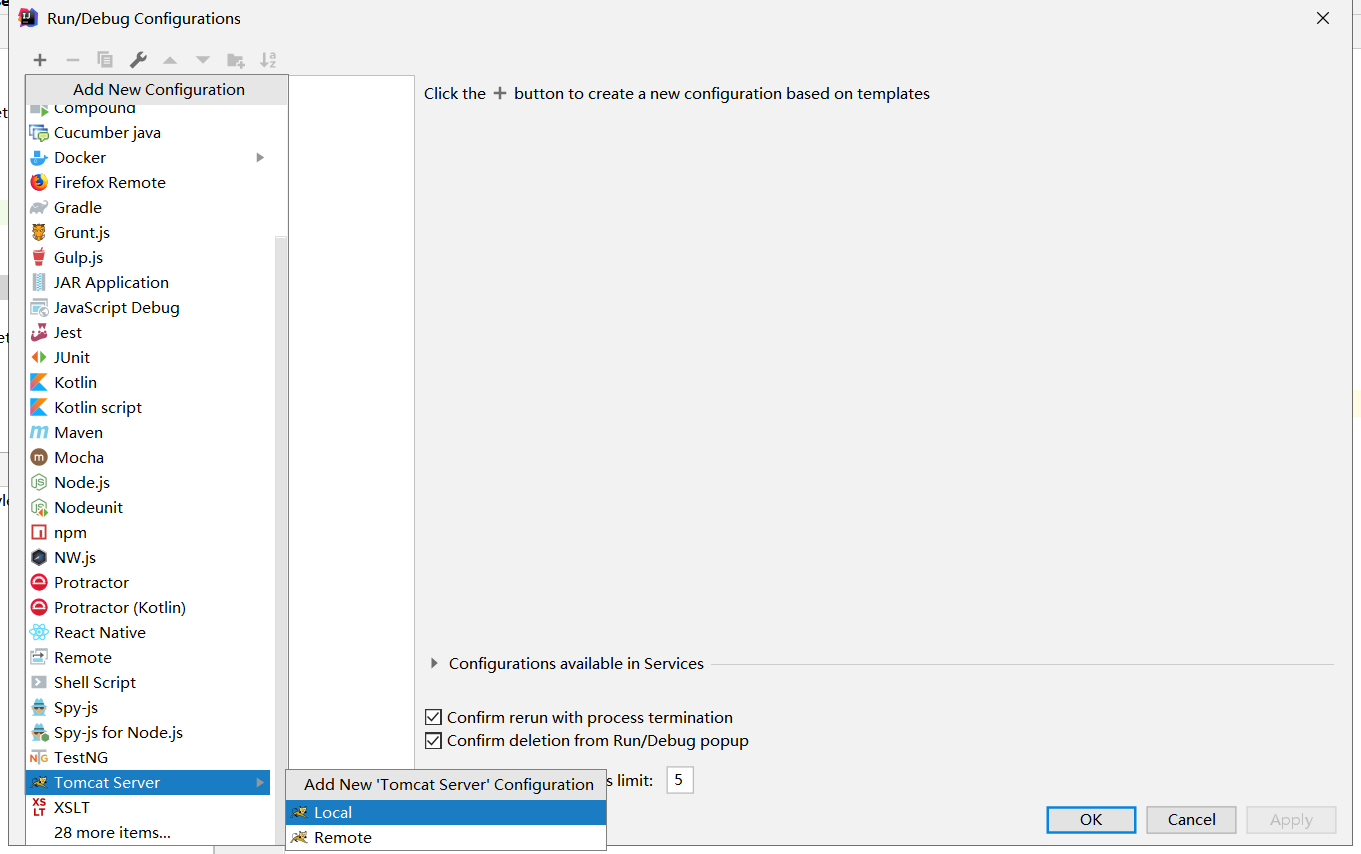 Run/Debug Configurations
Add New Configuration
Compound
Cucumber java
Docker
Firefox Remote
Gradle
Grunt.js
Gulp.js
JAR Application
JavaScript Debug
Jest
JUnit
Kotlin
Kotlin script
Maven
Mocha
Node.js
Nodeunit
npm
NW.js
Protractor
Protractor (Kotlin)
React Native
Remote
Shell Script
Spy-js
Spy-js for Node.js
TestNG
Tomcat Server
XSLT
28 more items...
Add New 'Tomcat Server' Configuration
Local
Remote
Click the + button to create a new configuration based on templates
Configurations available in Services
Confirm rerun with process termination
Confirm deletion from Run/Debug popup
s limit: 5
OK Cancel Apply